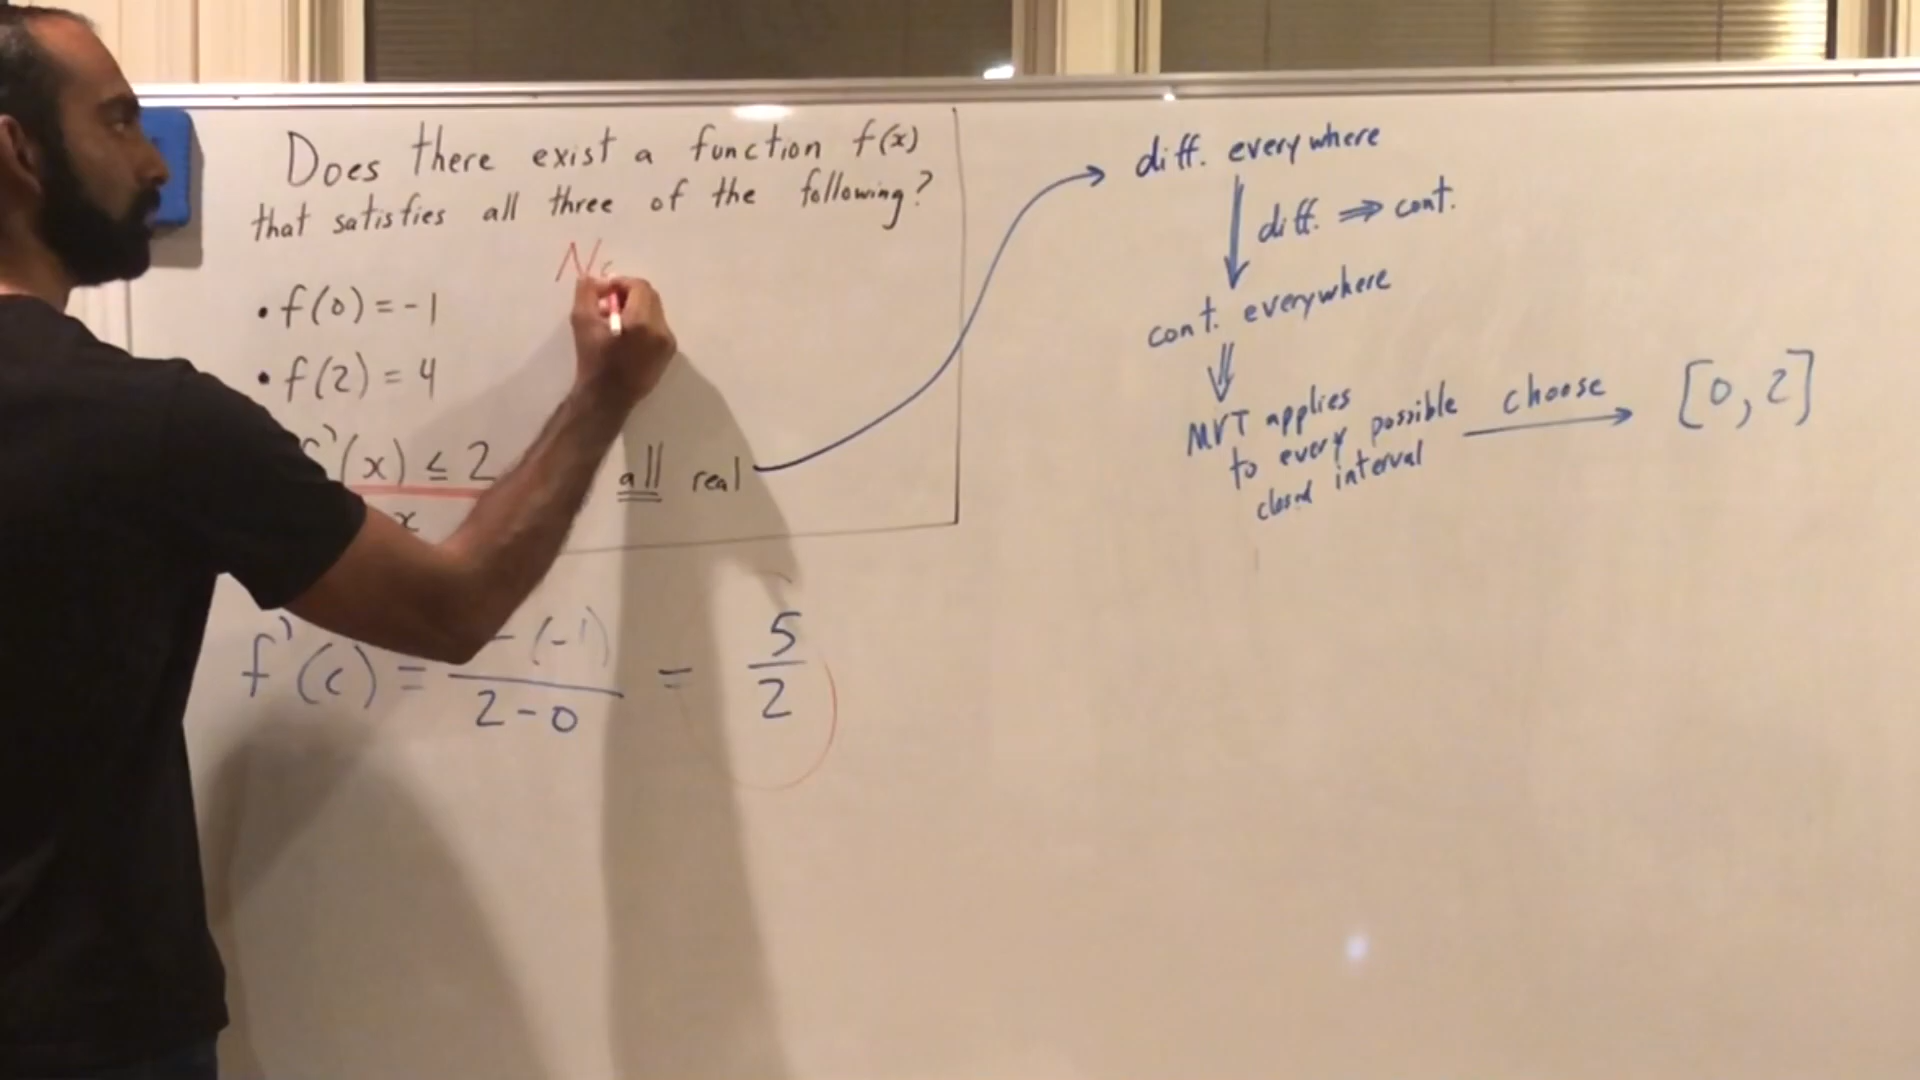 Does there exist a function f(x)
that satisfies all three of the following?
No
• f(0) = -1
• f(2) = 4
'(x) ≤ 2 all real
x
f'(c) = - (-1) / 2 - 0 = 5/2
diff. everywhere
diff. ⇒ cont.
cont. everywhere
⇓
MVT applies
to every possible
closed interval
choose
[0, 2]